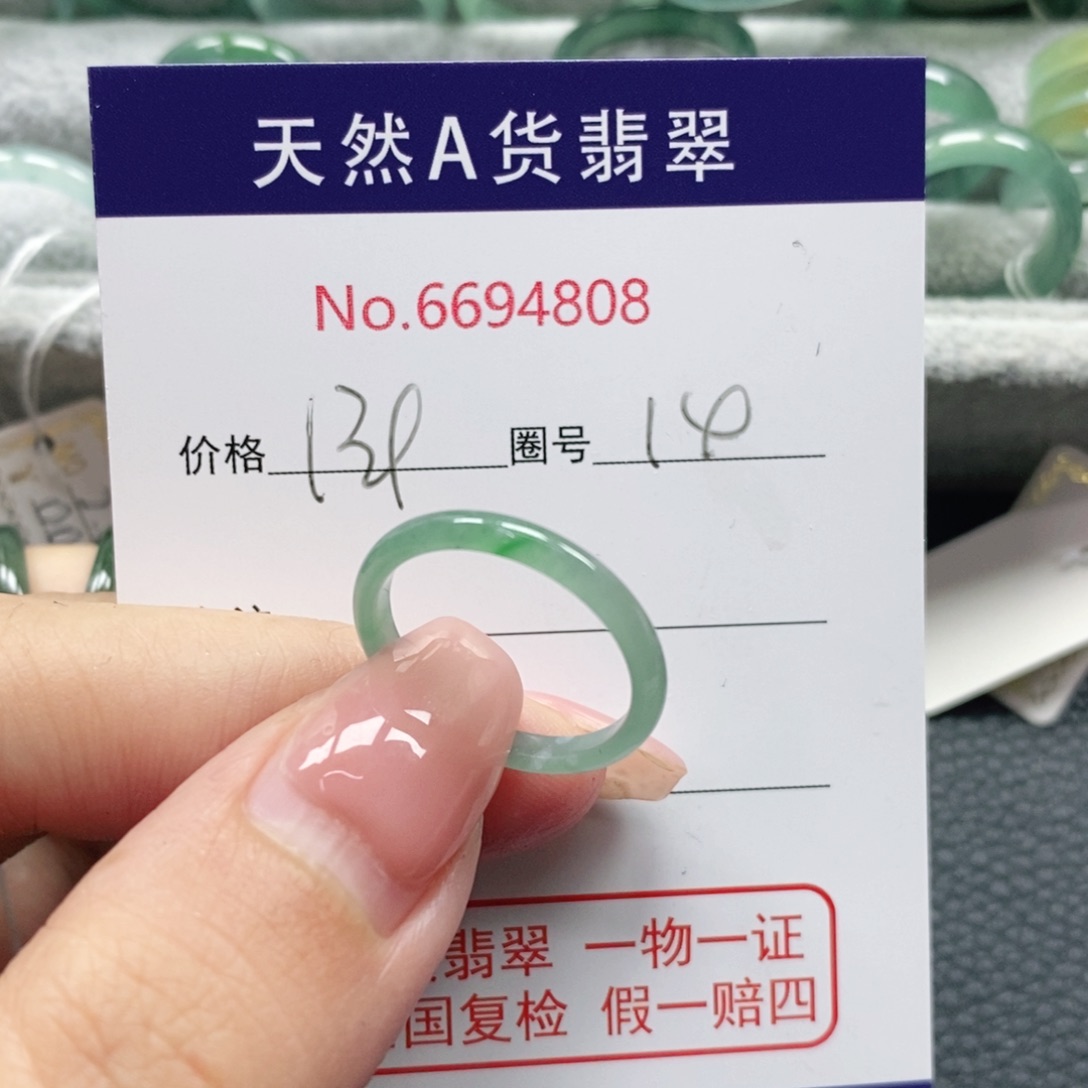 天然A货翡翠
No.6694808
价格 圈号 14
翡翠 一物一证
国复检 假一赔四